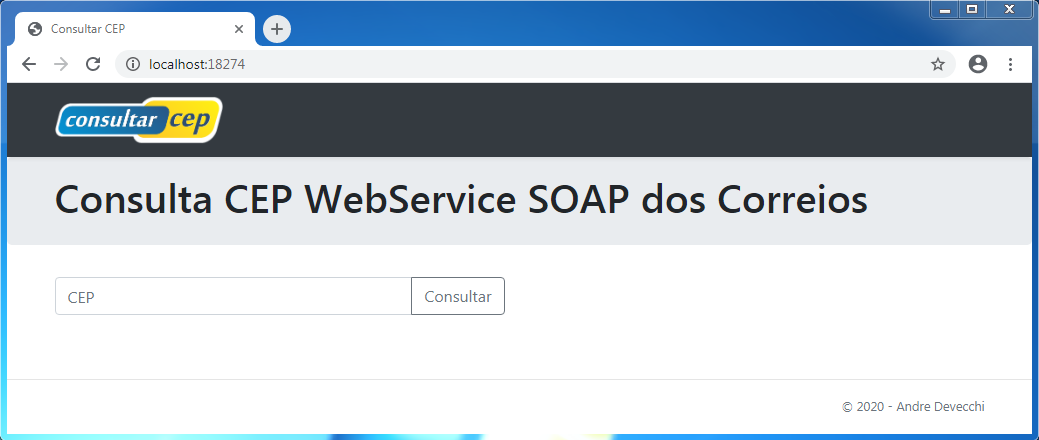 Consultar CEP
localhost:18274
consultar cep
Consulta CEP WebService SOAP dos Correios
CEP
Consultar
© 2020 - Andre Devecchi